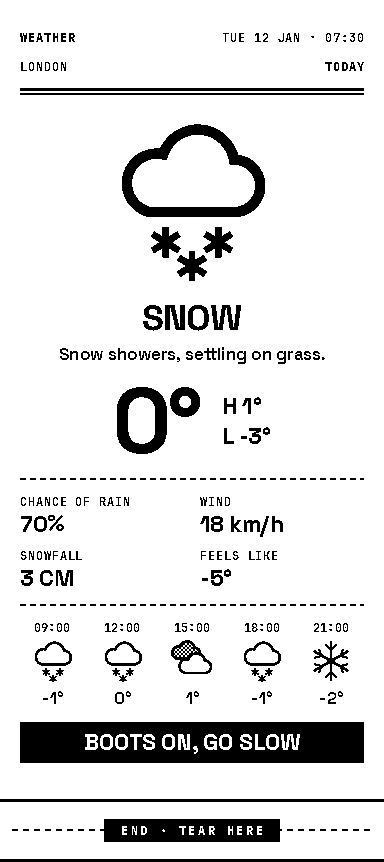 WEATHER TUE 12 JAN · 07:30
LONDON TODAY
SNOW
Snow showers, settling on grass.
0° H 1°
L -3°
CHANCE OF RAIN WIND
70% 18 km/h
SNOWFALL FEELS LIKE
3 CM -5°
09:00 12:00 15:00 18:00 21:00
-1° 0° 1° -1° -2°
BOOTS ON, GO SLOW
END · TEAR HERE